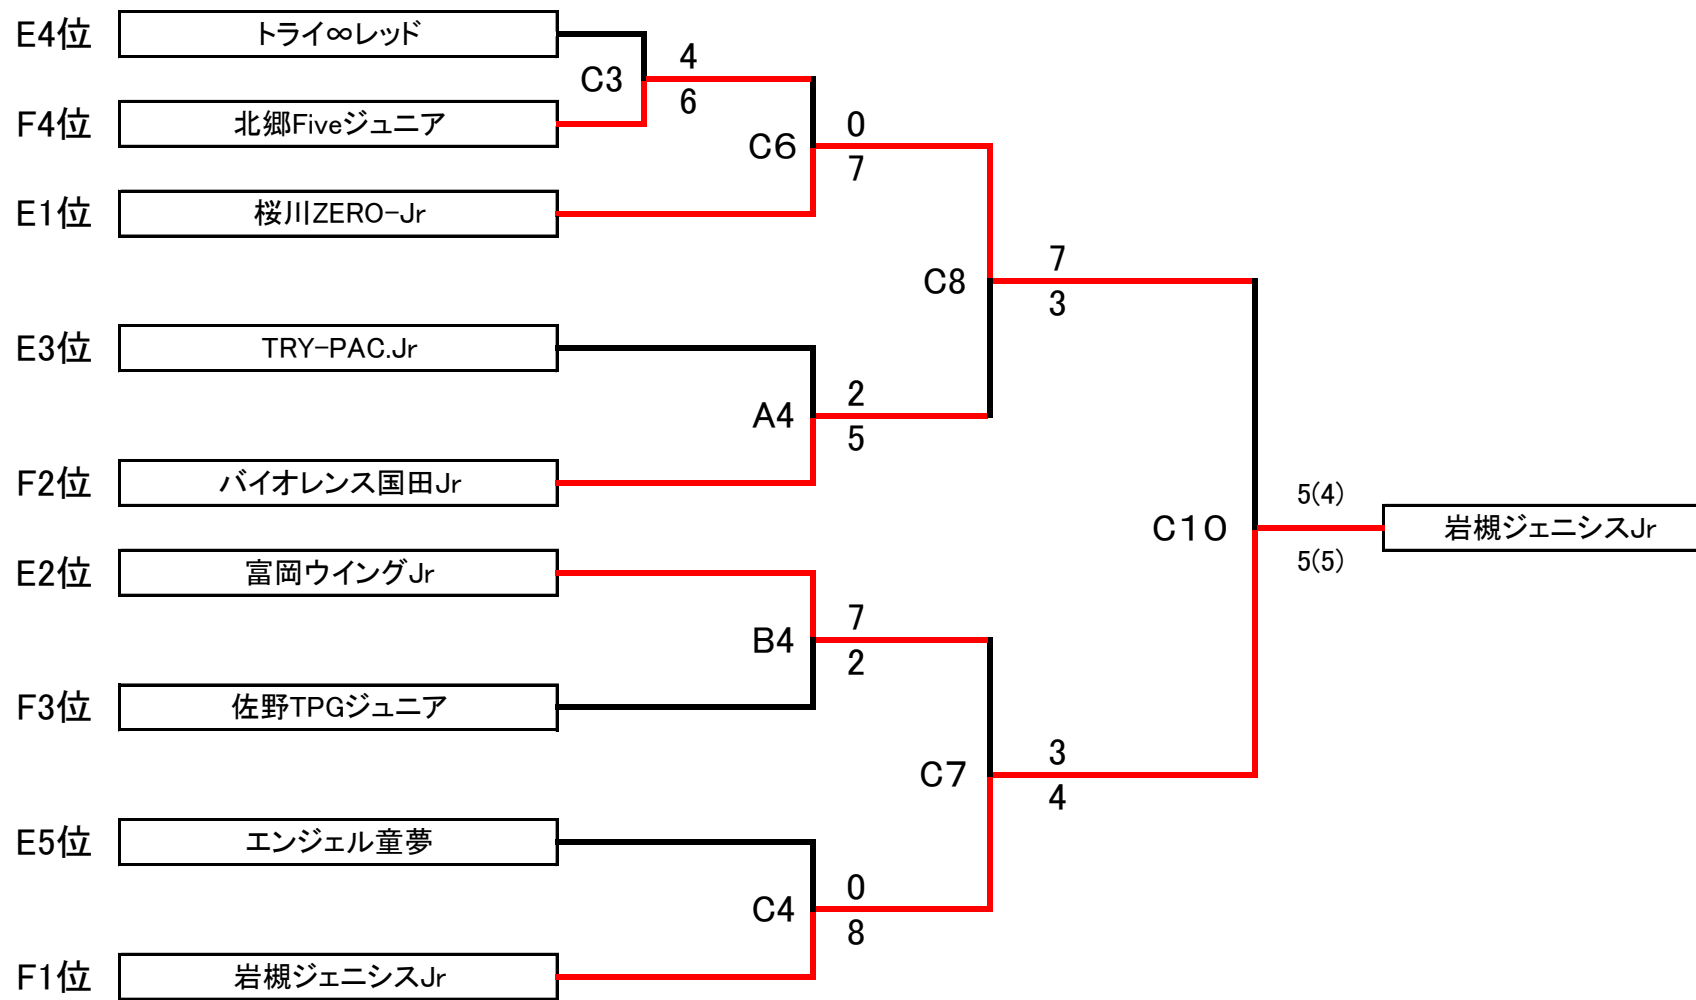 E4位 トライ∞レッド
4
C3
6
F4位 北郷Fiveジュニア
0
C6
7
E1位 桜川ZERO-Jr
7
C8
3
E3位 TRY-PAC.Jr
2
A4
5
F2位 バイオレンス国田Jr
5(4)
C10 岩槻ジェニシスJr
5(5)
E2位 富岡ウイングJr
7
B4
2
F3位 佐野TPGジュニア
3
C7
4
E5位 エンジェル童夢
0
C4
8
F1位 岩槻ジェニシスJr